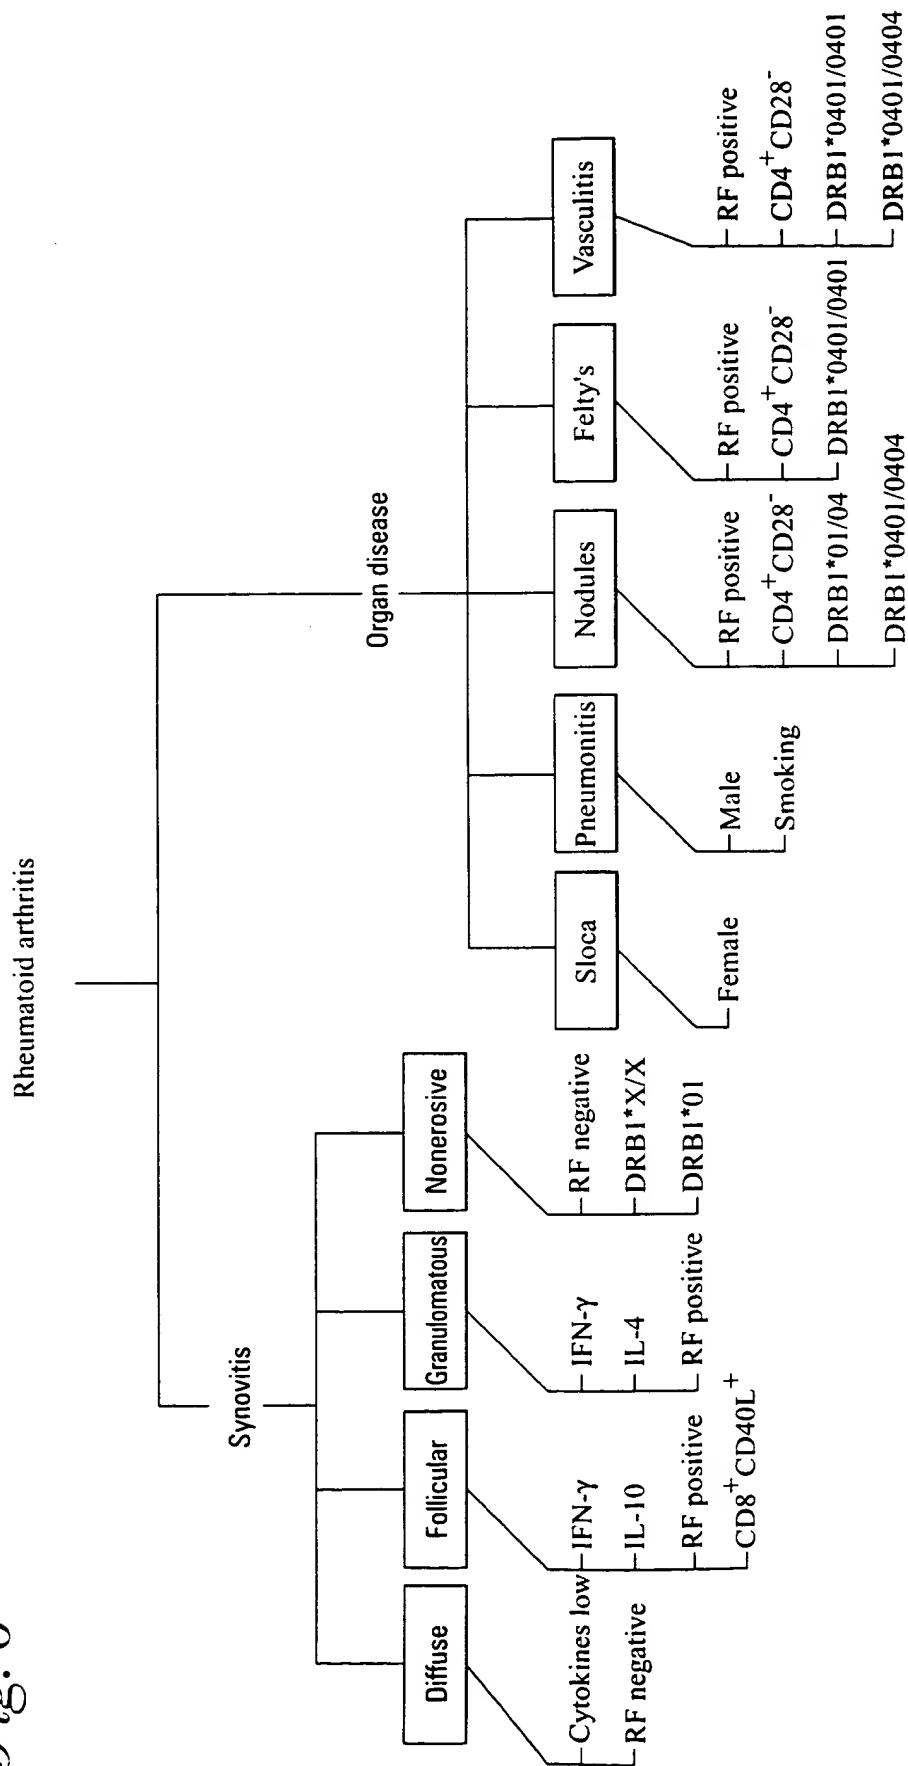 Rheumatoid arthritis
Synovitis
Diffuse
Cytokines low
RF negative
Follicular
IFN-γ
IL-10
RF positive
CD8⁺CD40L⁺
Granulomatous
IFN-γ
IL-4
RF positive
Nonerosive
RF negative
DRB1*X/X
DRB1*01
Organ disease
Sloca
Female
Pneumonitis
Male
Smoking
Nodules
RF positive
CD4⁺CD28⁻
DRB1*01/04
DRB1*0401/0404
Felty's
RF positive
CD4⁺CD28⁻
DRB1*0401/0401
Vasculitis
RF positive
CD4⁺CD28⁻
DRB1*0401/0401
DRB1*0401/0404